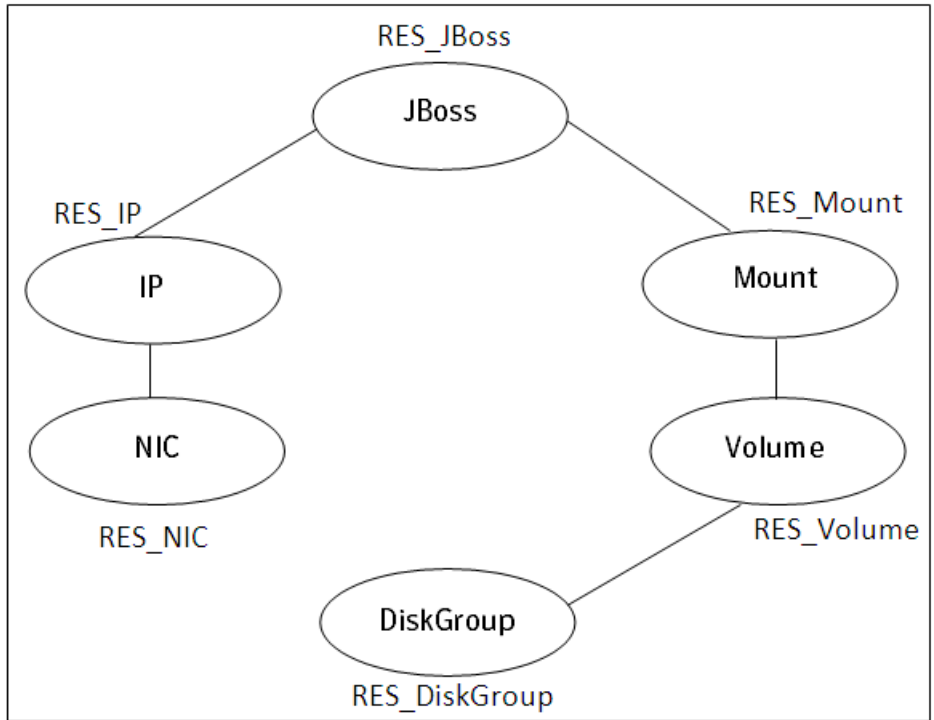 RES_JBoss
JBoss
RES_IP
IP
RES_Mount
Mount
NIC
RES_NIC
Volume
RES_Volume
DiskGroup
RES_DiskGroup